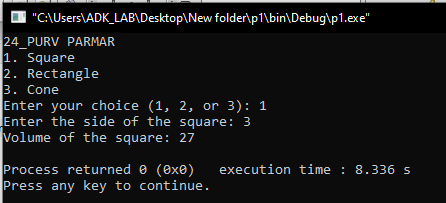 "C:\Users\ADK_LAB\Desktop\New folder\p1\bin\Debug\p1.exe"
24_PURV PARMAR
1. Square
2. Rectangle
3. Cone
Enter your choice (1, 2, or 3): 1
Enter the side of the square: 3
Volume of the square: 27
Process returned 0 (0x0)   execution time : 8.336 s
Press any key to continue.